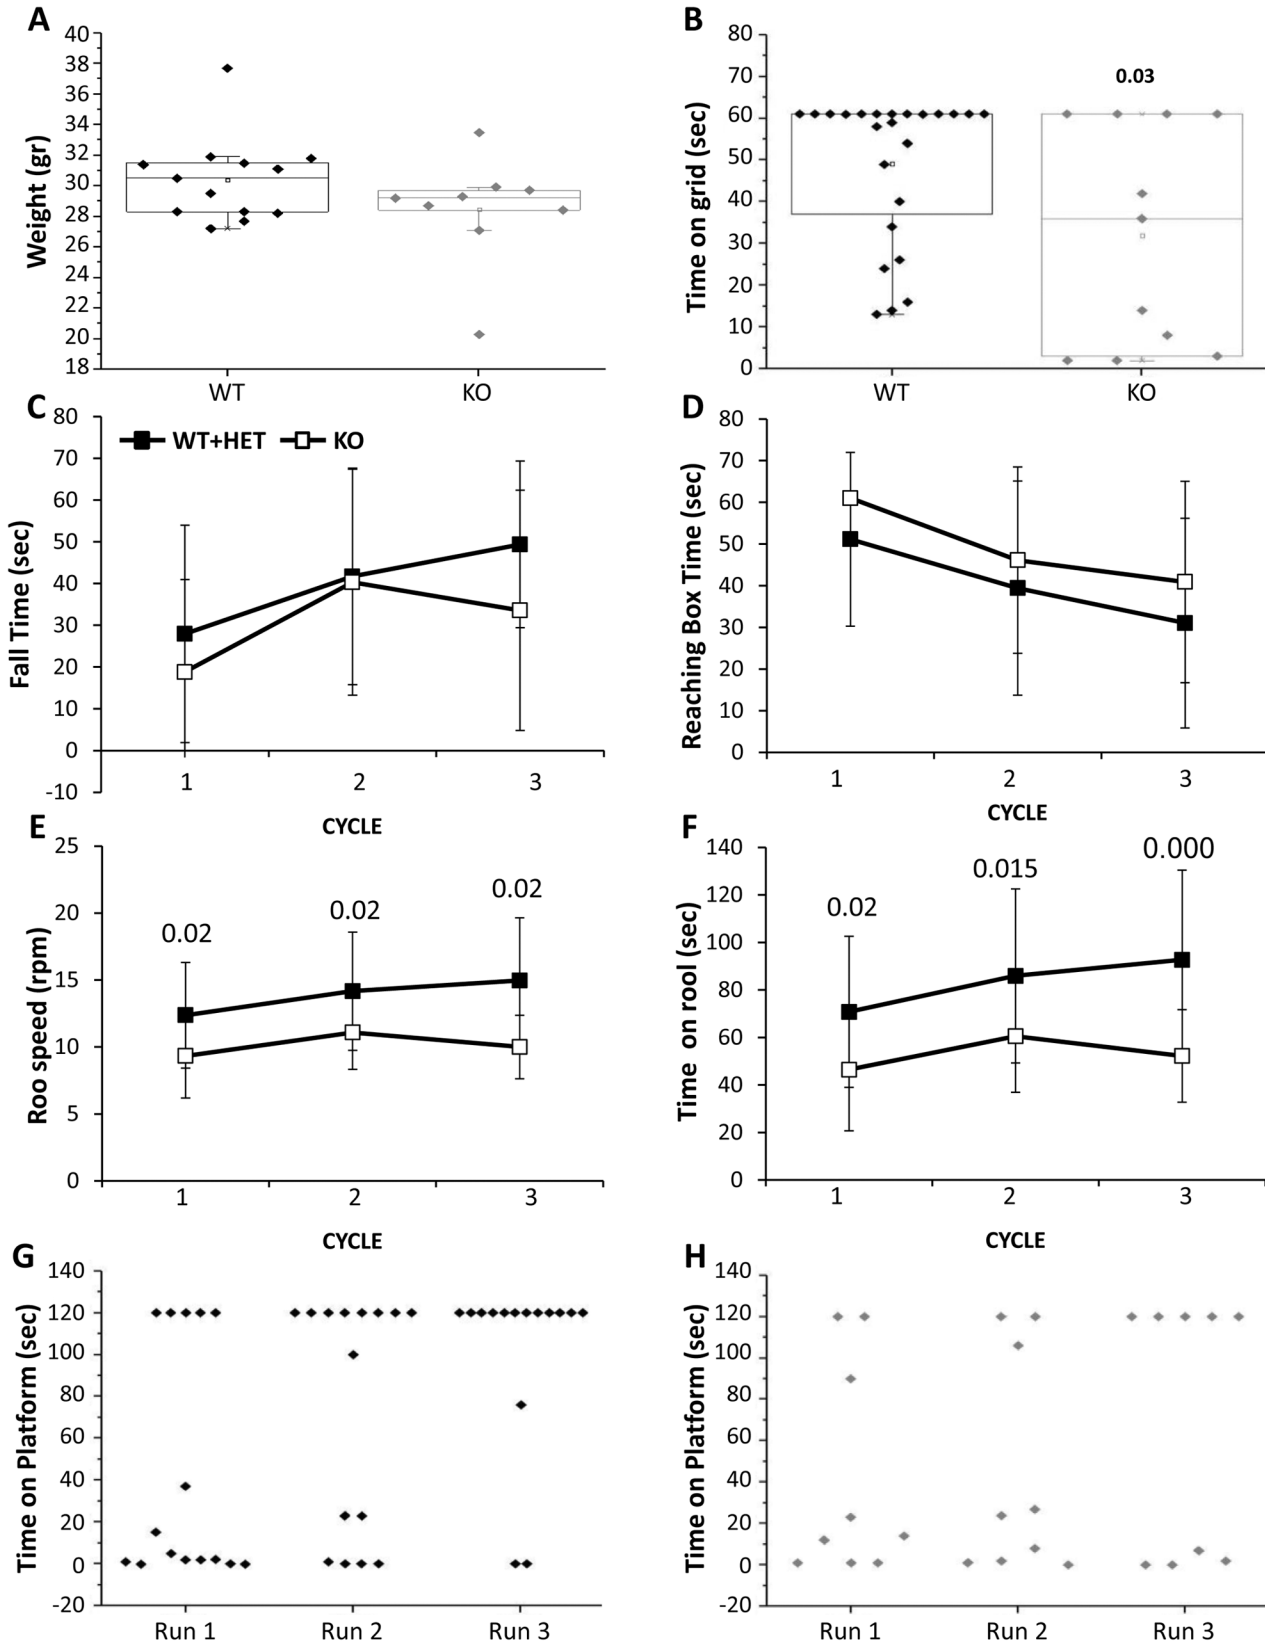 A
Weight (gr)
40
38
36
34
32
30
28
26
24
22
20
18
WT
KO
B
Time on grid (sec)
80
70
60
50
40
30
20
10
0
0.03
WT
KO
C
Fall Time (sec)
80
70
60
50
40
30
20
10
0
-10
WT+HET
KO
1
2
3
CYCLE
D
Reaching Box Time (sec)
80
70
60
50
40
30
20
10
0
1
2
3
CYCLE
E
Roo speed (rpm)
25
20
15
10
5
0
0.02
0.02
0.02
1
2
3
CYCLE
F
Time on rool (sec)
140
120
100
80
60
40
20
0
0.02
0.015
0.000
1
2
3
CYCLE
G
Time on Platform (sec)
140
120
100
80
60
40
20
0
-20
Run 1
Run 2
Run 3
H
Time on Platform (sec)
140
120
100
80
60
40
20
0
-20
Run 1
Run 2
Run 3